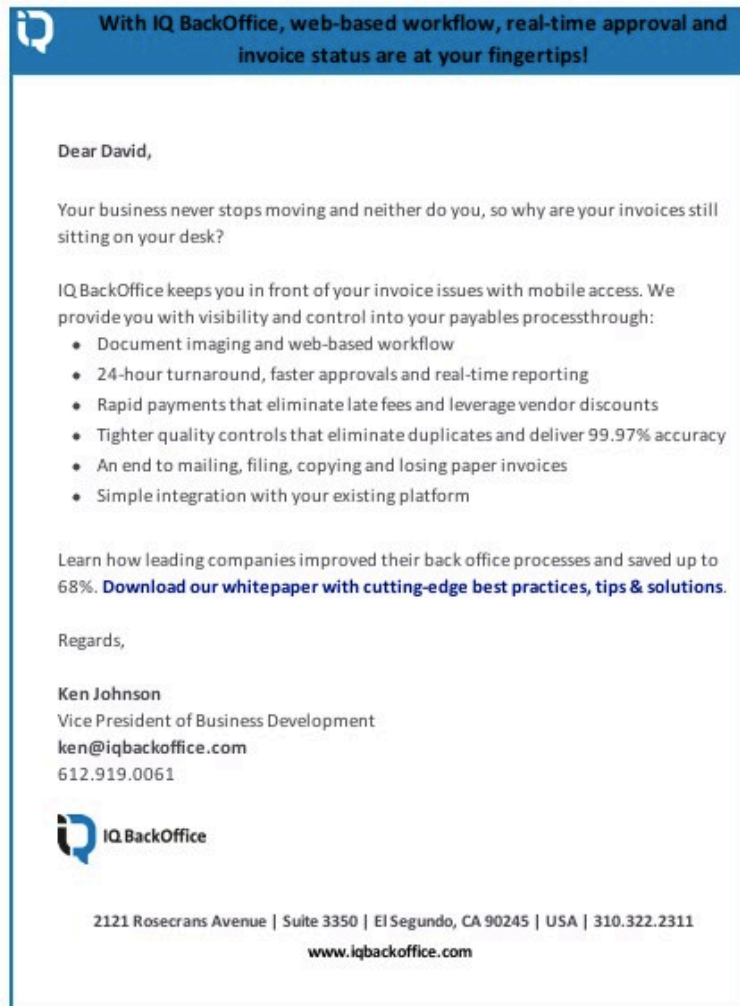 With IQ BackOffice, web-based workflow, real-time approval and
invoice status are at your fingertips!
Dear David,
Your business never stops moving and neither do you, so why are your invoices still
sitting on your desk?
IQ BackOffice keeps you in front of your invoice issues with mobile access. We
provide you with visibility and control into your payables processthrough:
• Document imaging and web-based workflow
• 24-hour turnaround, faster approvals and real-time reporting
• Rapid payments that eliminate late fees and leverage vendor discounts
• Tighter quality controls that eliminate duplicates and deliver 99.97% accuracy
• An end to mailing, filing, copying and losing paper invoices
• Simple integration with your existing platform
Learn how leading companies improved their back office processes and saved up to
68%. Download our whitepaper with cutting-edge best practices, tips & solutions.
Regards,
Ken Johnson
Vice President of Business Development
ken@iqbackoffice.com
612.919.0061
IQ BackOffice
2121 Rosecrans Avenue | Suite 3350 | El Segundo, CA 90245 | USA | 310.322.2311
www.iqbackoffice.com